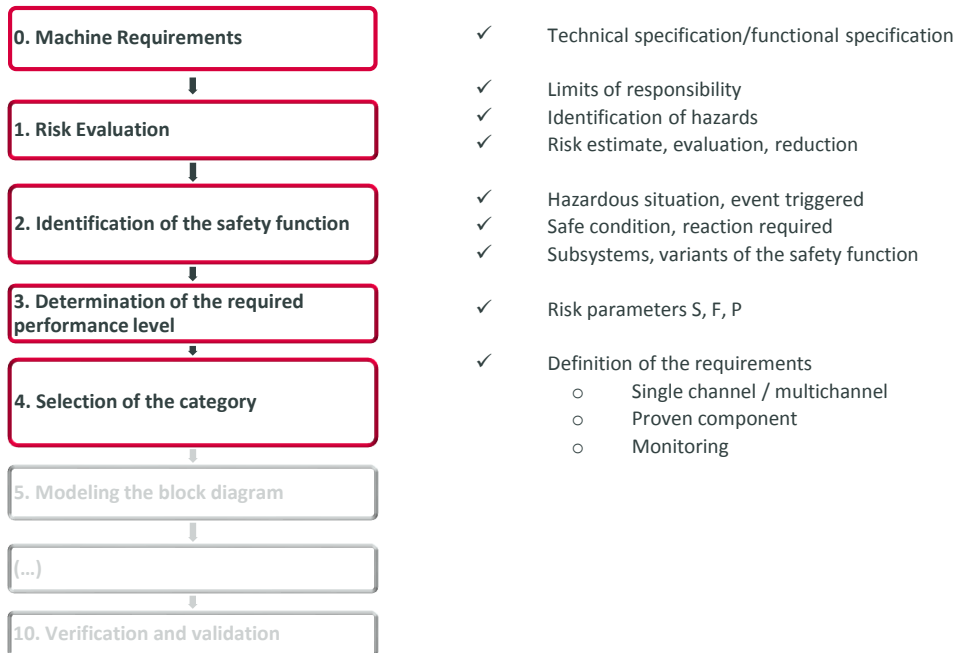 0. Machine Requirements
✓ Technical specification/functional specification
✓ Limits of responsibility
1. Risk Evaluation
✓ Identification of hazards
✓ Risk estimate, evaluation, reduction
2. Identification of the safety function
✓ Hazardous situation, event triggered
✓ Safe condition, reaction required
✓ Subsystems, variants of the safety function
3. Determination of the required
performance level
✓ Risk parameters S, F, P
4. Selection of the category
✓ Definition of the requirements
o Single channel / multichannel
o Proven component
o Monitoring
5. Modeling the block diagram
(...)
10. Verification and validation